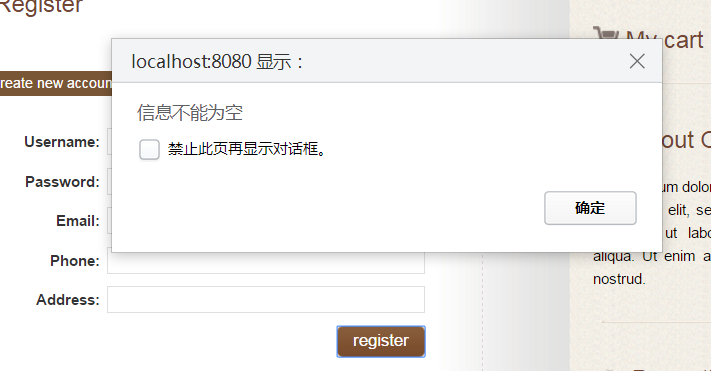 Register
My cart
localhost:8080 显示：
信息不能为空
禁止此页再显示对话框。
确定
reate new accoun
Username:
Password:
Email:
Phone:
Address:
register
out
um dolor
elit, se
ut labo
aliqua. Ut enim a
nostrud.